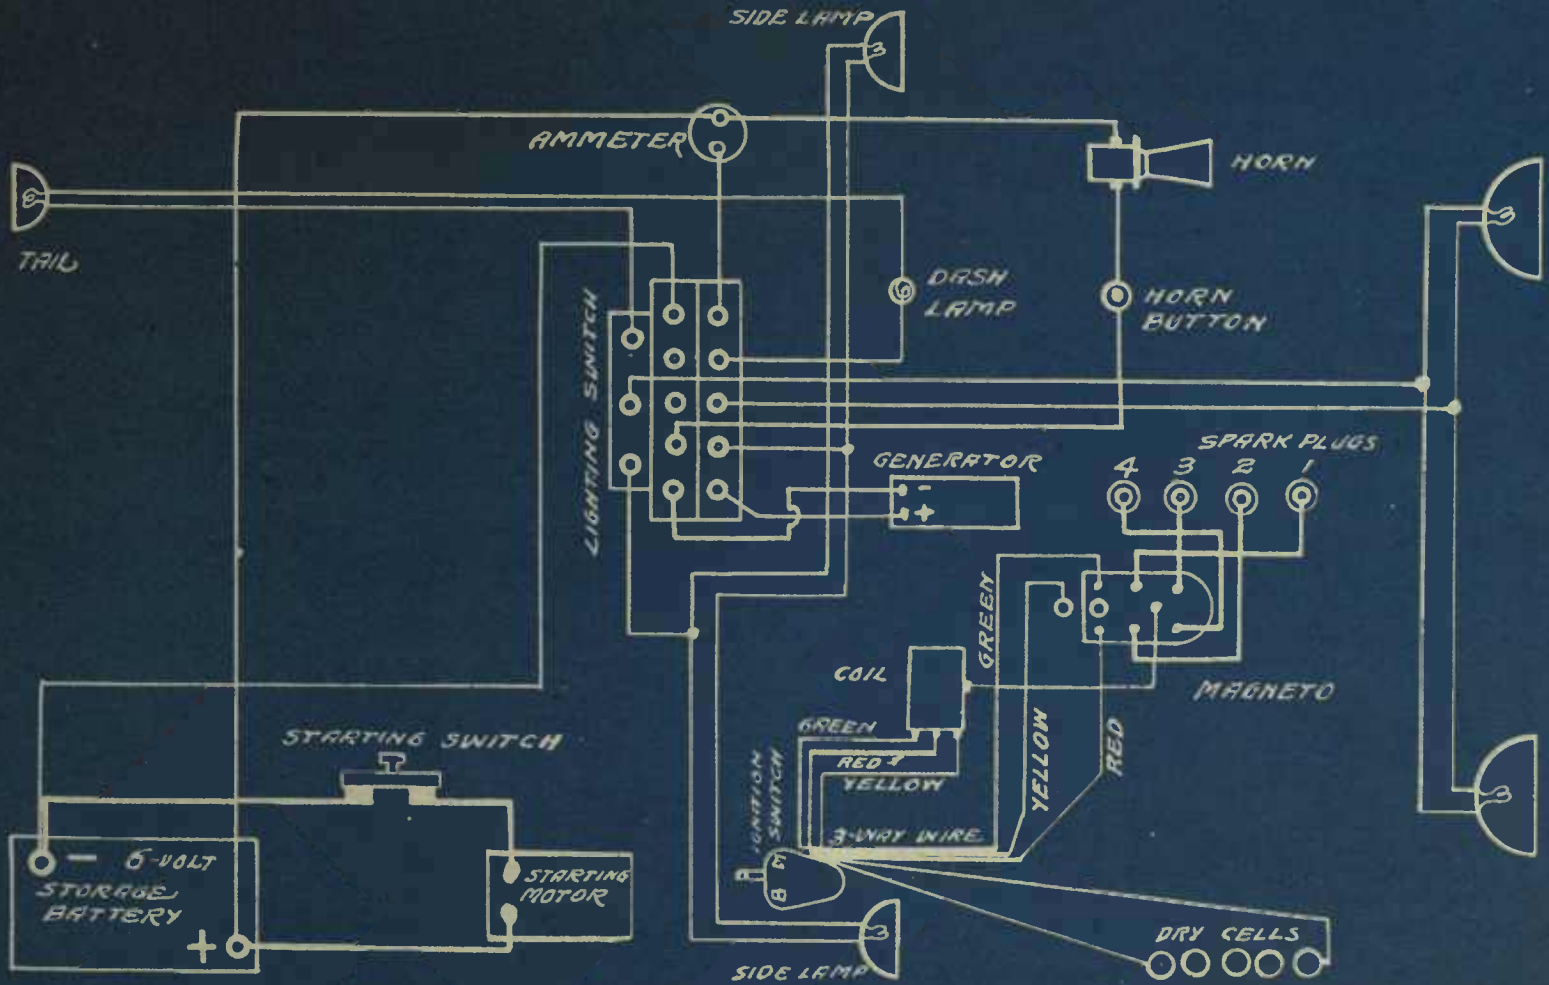 SIDE LAMP
AMMETER
HORN
TAIL
DASH
LAMP
HORN
BUTTON
LIGHTING SWITCH
SPARK PLUGS
4 3 2 1
GENERATOR
-
+
GREEN
COIL
MAGNETO
GREEN
RED
YELLOW
YELLOW
RED
STARTING SWITCH
IGNITION
SWITCH
3-WAY WIRE
M
B
- 6-VOLT
STORAGE
BATTERY
+
STARTING
MOTOR
DRY CELLS
SIDE LAMP